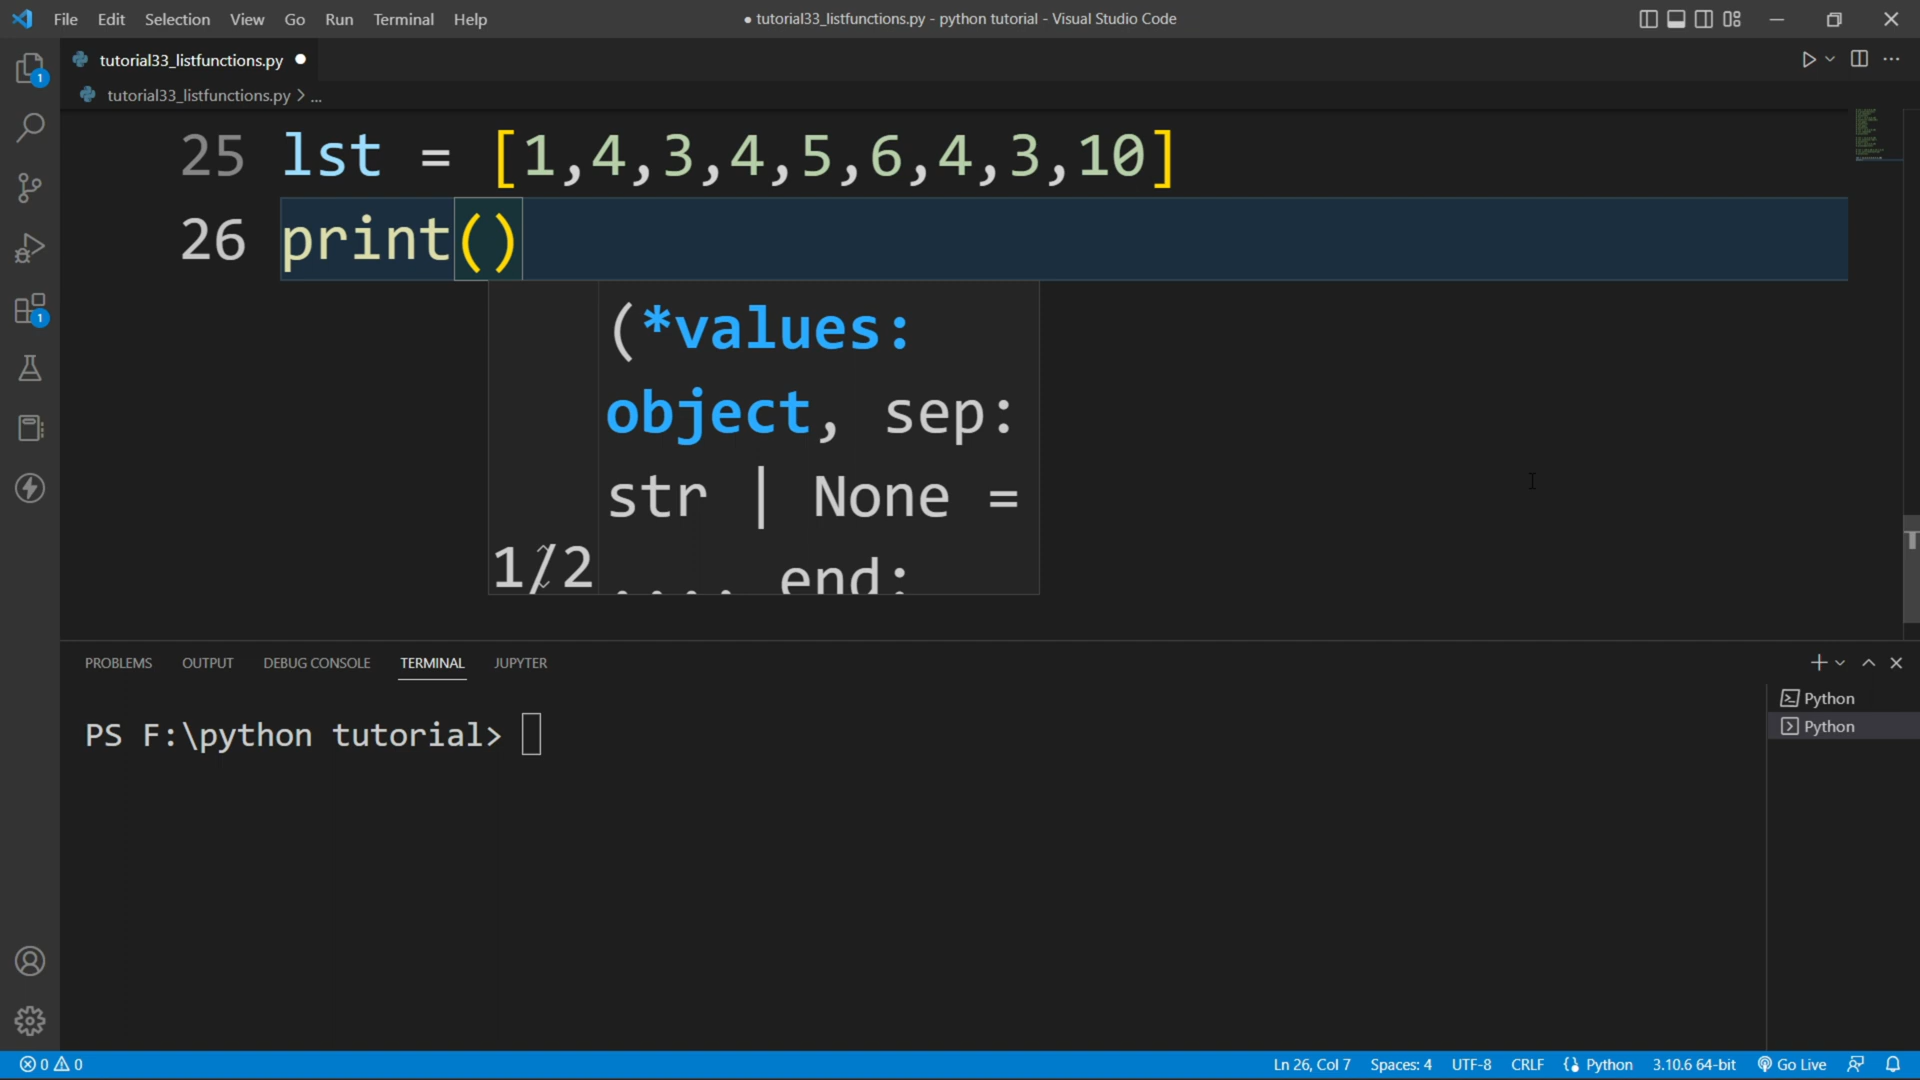 File Edit Selection View Go Run Terminal Help
● tutorial33_listfunctions.py - python tutorial - Visual Studio Code
tutorial33_listfunctions.py ●
tutorial33_listfunctions.py > ...
25 lst = [1,4,3,4,5,6,4,3,10]
26 print()
(*values:
object, sep:
str | None =
1/2 ..., end:
PROBLEMS OUTPUT DEBUG CONSOLE TERMINAL JUPYTER
PS F:\python tutorial>
Python
Python
1
1
0 0
Ln 26, Col 7 Spaces: 4 UTF-8 CRLF Python 3.10.6 64-bit Go Live